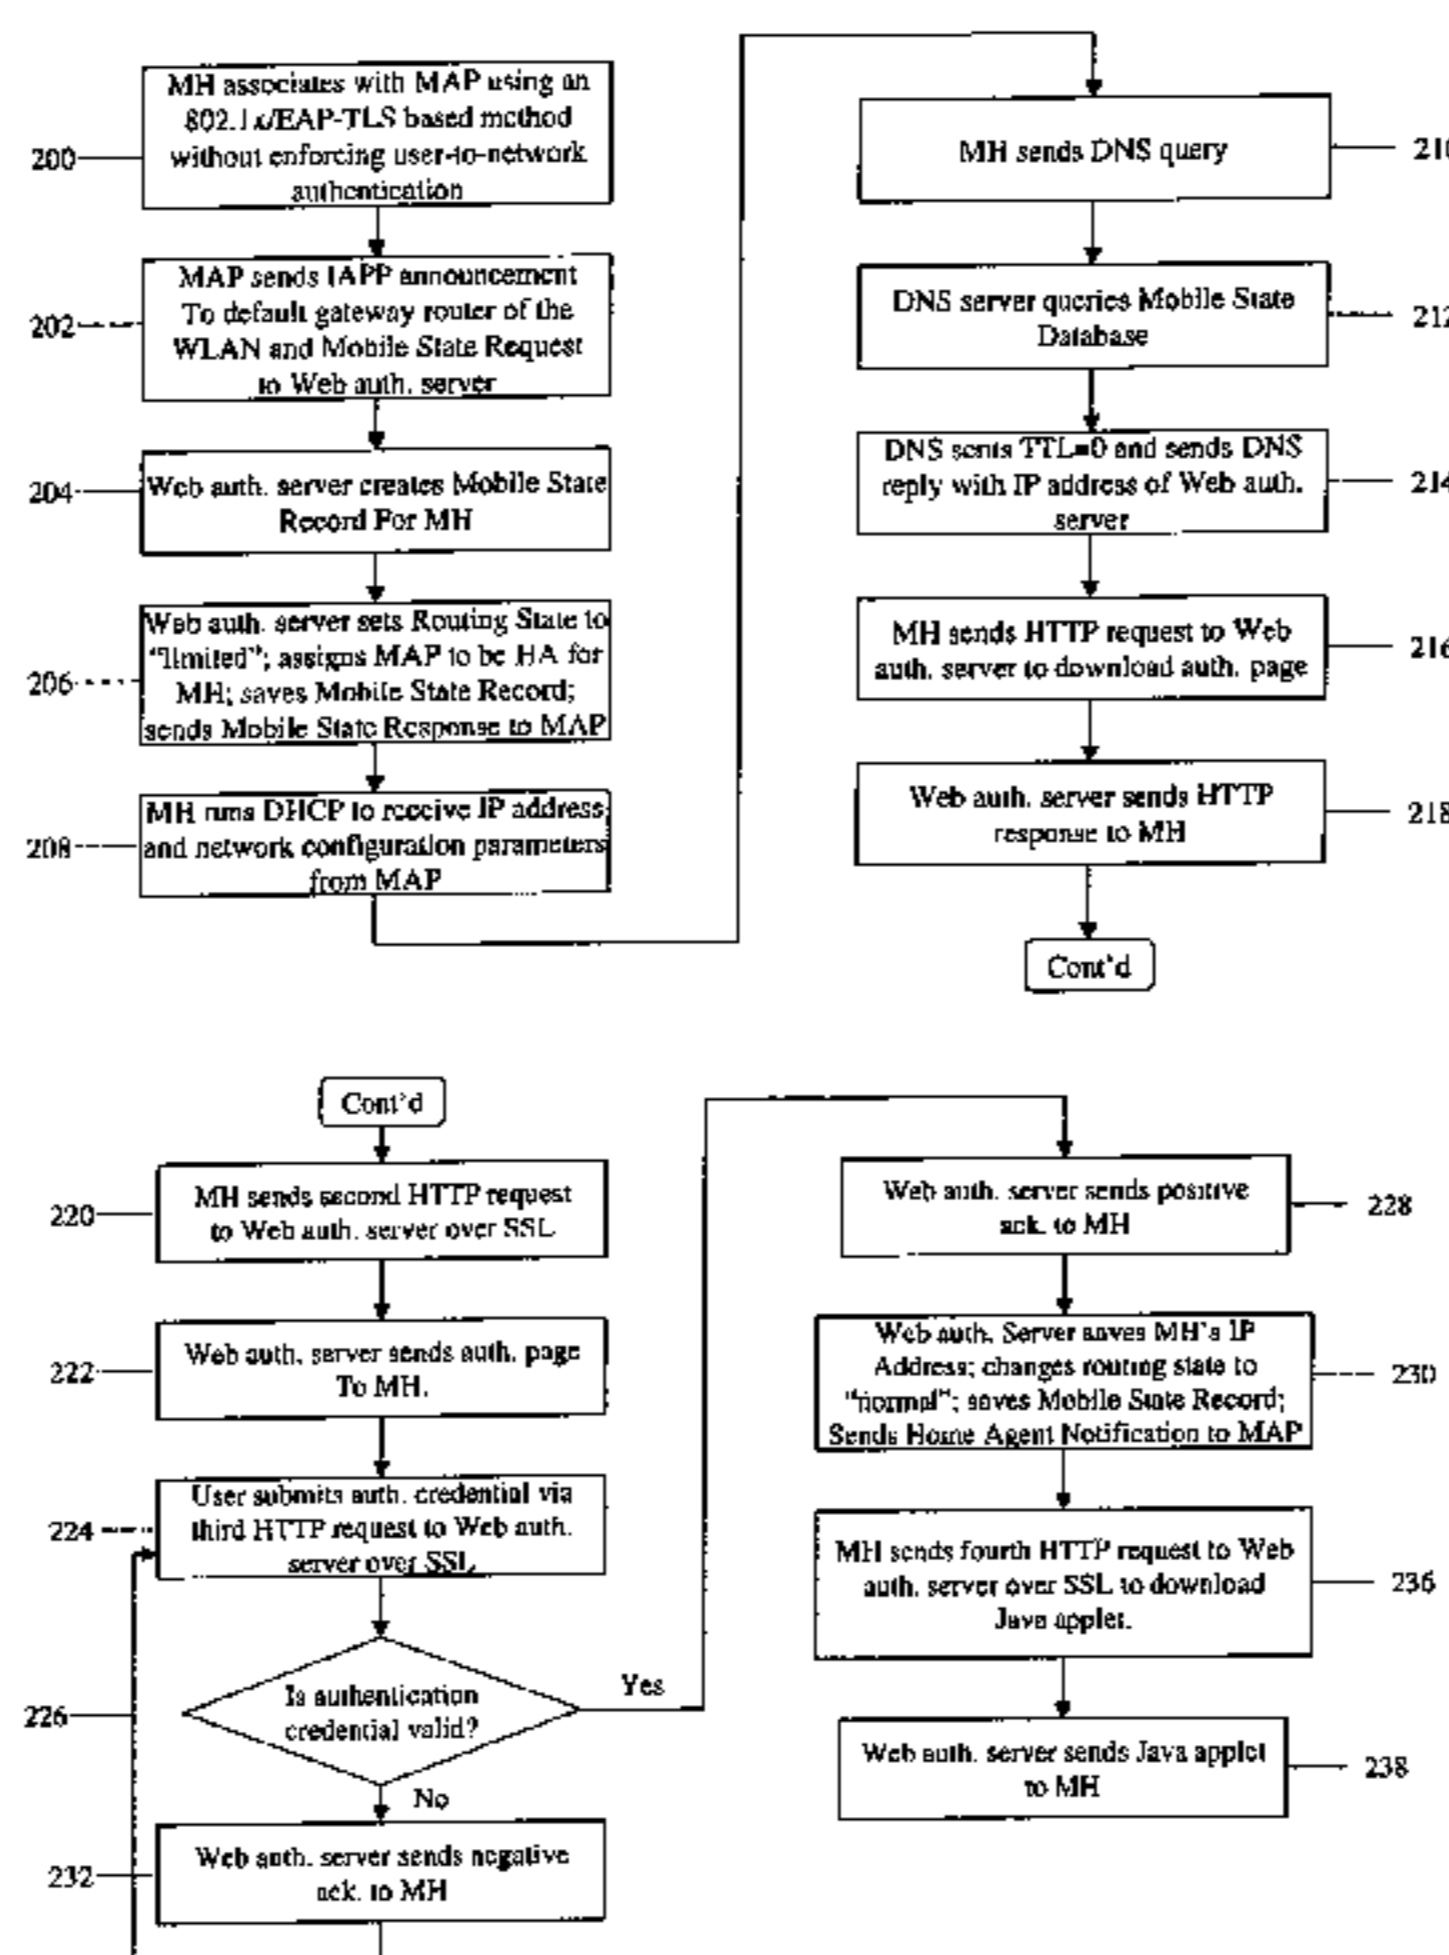 MH associates with MAP using an
802.1x/EAP-TLS based method
without enforcing user-to-network
authentication
200
MAP sends IAPP announcement
To default gateway router of the
WLAN and Mobile State Request
to Web auth. server
202
Web auth. server creates Mobile State
Record For MH
204
Web auth. server sets Routing State to
"limited"; assigns MAP to be HA for
MH; saves Mobile State Record;
sends Mobile State Response to MAP
206
MH runs DHCP to receive IP address
and network configuration parameters
from MAP
208
MH sends DNS query
210
DNS server queries Mobile State
Database
212
DNS sents TTL=0 and sends DNS
reply with IP address of Web auth.
server
214
MH sends HTTP request to Web
auth. server to download auth. page
216
Web auth. server sends HTTP
response to MH
218
Cont'd
Cont'd
MH sends second HTTP request
to Web auth. server over SSL
220
Web auth. server sends auth. page
To MH.
222
User submits auth. credential via
third HTTP request to Web auth.
server over SSL
224
Is authentication
credential valid?
226
Yes
No
Web auth. server sends negative
ack. to MH
232
Web auth. server sends positive
ack. to MH
228
Web auth. Server saves MH's IP
Address; changes routing state to
"normal"; saves Mobile State Record;
Sends Home Agent Notification to MAP
230
MH sends fourth HTTP request to Web
auth. server over SSL to download
Java applet.
236
Web auth. server sends Java applet
to MH
238